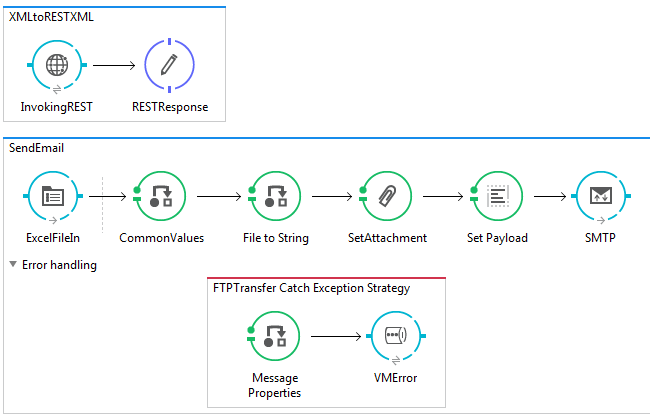 XMLtoRESTXML
InvokingREST
RESTResponse
SendEmail
ExcelFileIn
CommonValues
File to String
SetAttachment
Set Payload
SMTP
Error handling
FTPTransfer Catch Exception Strategy
Message
Properties
VMError